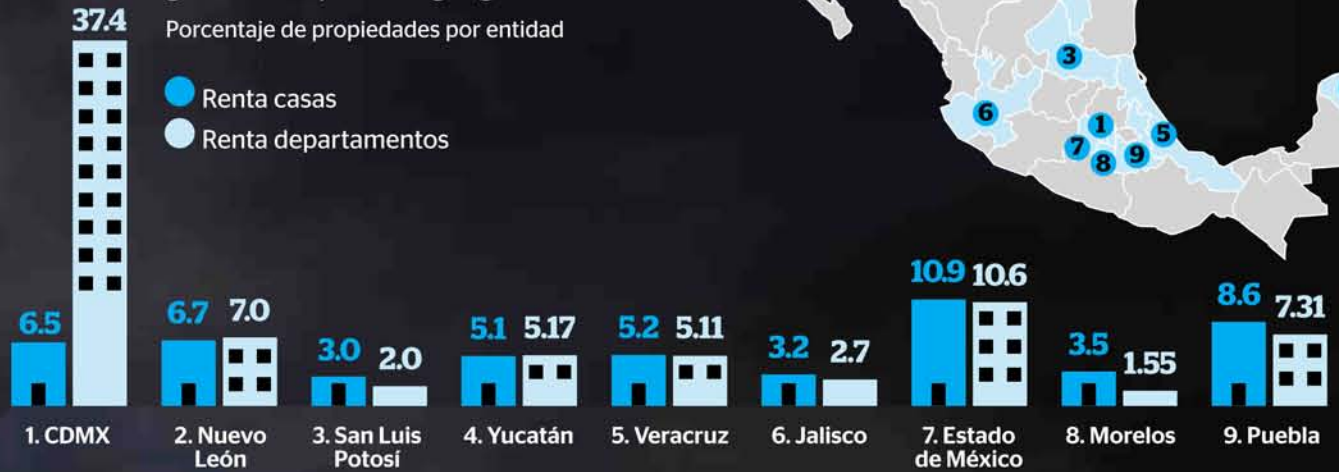 Porcentaje de propiedades por entidad
Renta casas
Renta departamentos
3
6
1
5
7
9
8
37.4
6.5
6.7
7.0
3.0
2.0
5.1
5.17
5.2
5.11
3.2
2.7
10.9
10.6
3.5
1.55
8.6
7.31
1. CDMX
2. Nuevo
León
3. San Luis
Potosí
4. Yucatán
5. Veracruz
6. Jalisco
7. Estado
de México
8. Morelos
9. Puebla